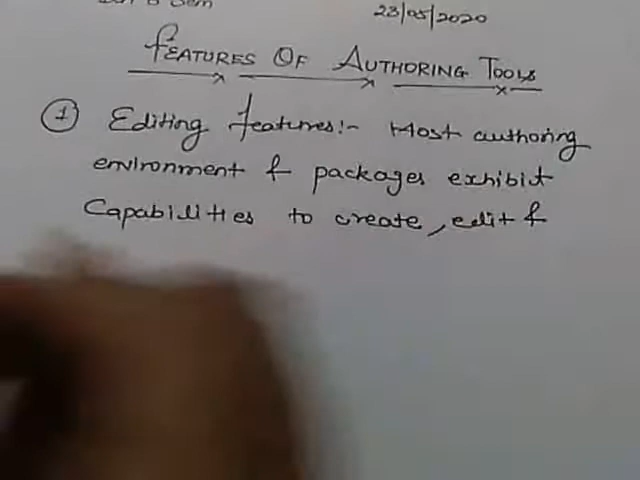 Sem
23/05/2020
FEATURES OF AUTHORING TOOLS
1 Editing features:- Most authoring
environment & packages exhibit
Capabilities to create, edit &